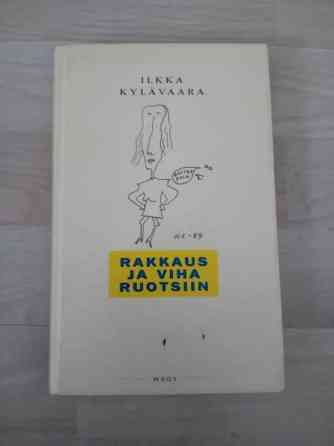 ILKKA
KYLÄVAARA
RAKKAUS
JA VIHA
RUOTSIIN
WSOY